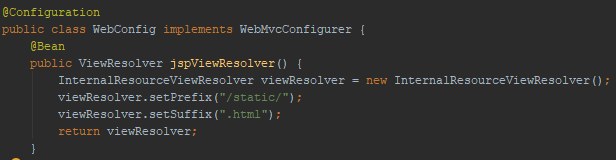 @Configuration
public class WebConfig implements WebMvcConfigurer {
@Bean
public ViewResolver jspViewResolver() {
InternalResourceViewResolver viewResolver = new InternalResourceViewResolver();
viewResolver.setPrefix("/static/");
viewResolver.setSuffix(".html");
return viewResolver;
}